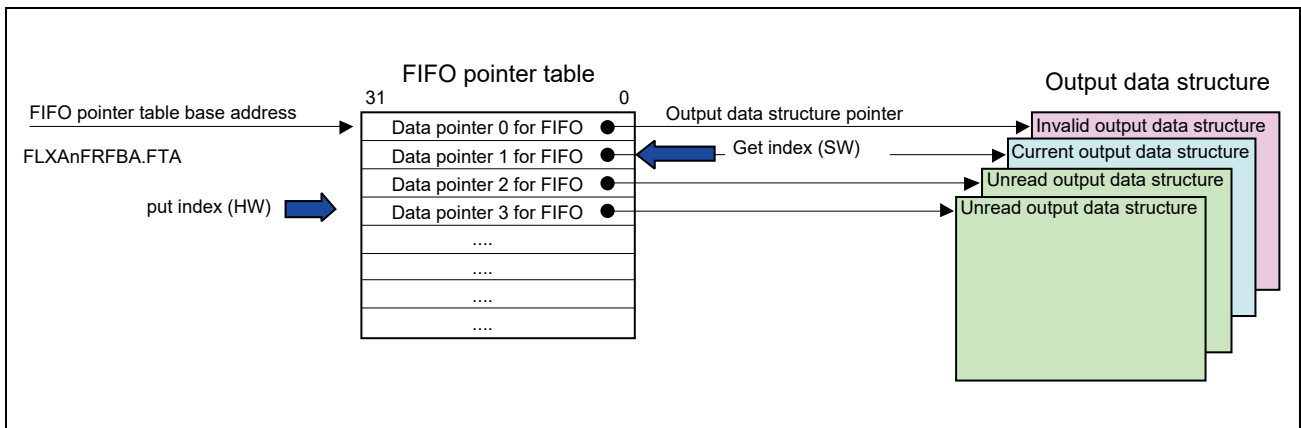 FIFO pointer table
Output data structure
31 0
FIFO pointer table base address
Output data structure pointer
Data pointer 0 for FIFO
Invalid output data structure
FLXAnFRFBA.FTA
Data pointer 1 for FIFO
Get index (SW)
Current output data structure
Data pointer 2 for FIFO
Unread output data structure
put index (HW)
Data pointer 3 for FIFO
Unread output data structure
....
....
....
....